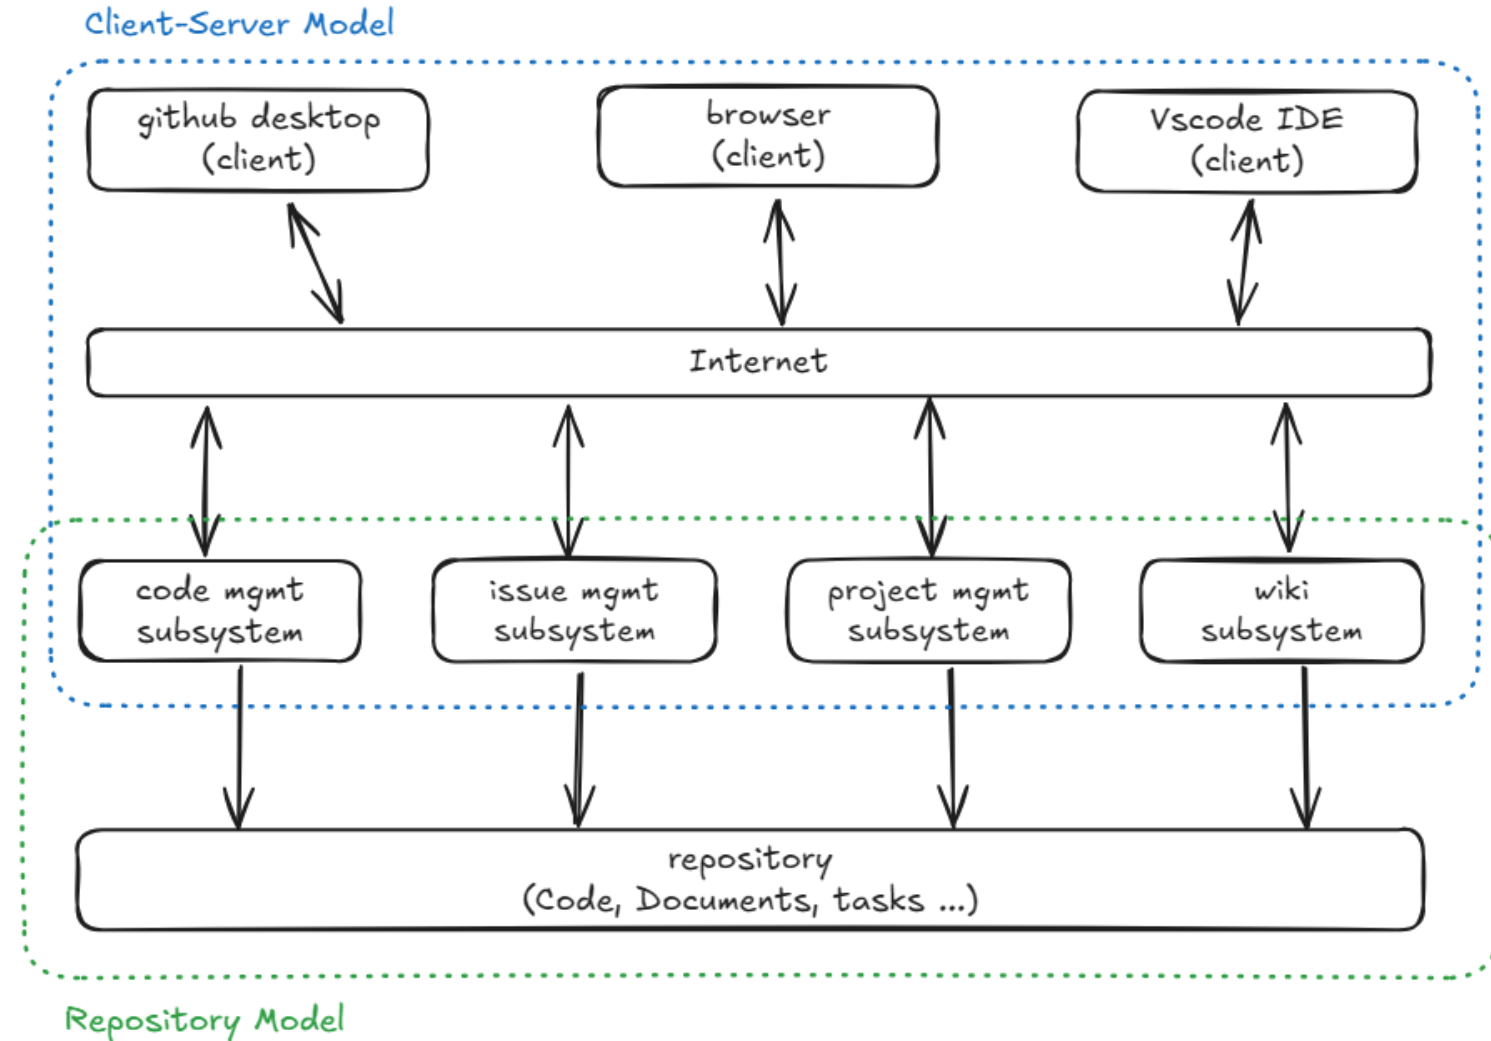 Client-Server Model
github desktop
(client)
browser
(client)
Vscode IDE
(client)
Internet
code mgmt
subsystem
issue mgmt
subsystem
project mgmt
subsystem
wiki
subsystem
repository
(Code, Documents, tasks ...)
Repository Model